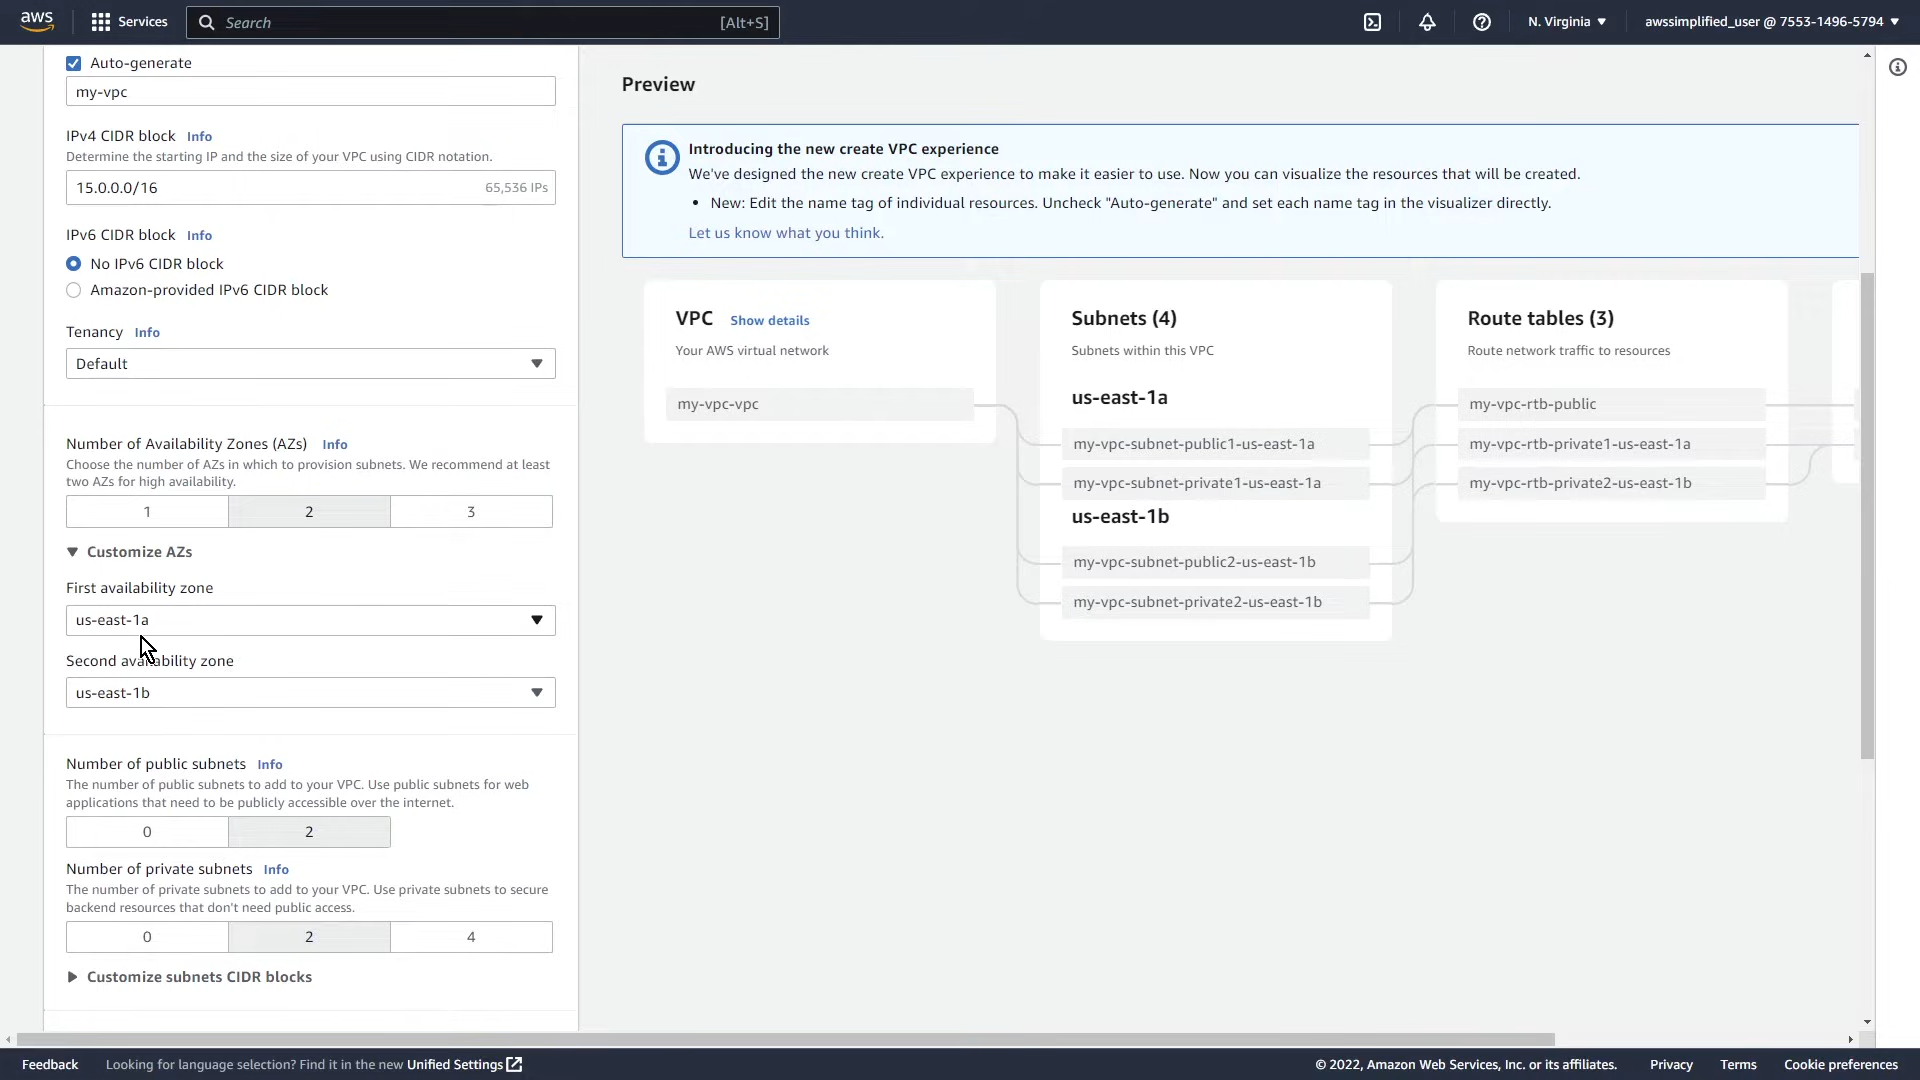 aws
Services
Search
[Alt+S]
N. Virginia
awssimplified_user @ 7553-1496-5794
Auto-generate
my-vpc
IPv4 CIDR block Info
Determine the starting IP and the size of your VPC using CIDR notation.
15.0.0.0/16
65,536 IPs
IPv6 CIDR block Info
No IPv6 CIDR block
Amazon-provided IPv6 CIDR block
Tenancy Info
Default
Number of Availability Zones (AZs) Info
Choose the number of AZs in which to provision subnets. We recommend at least
two AZs for high availability.
1
2
3
Customize AZs
First availability zone
us-east-1a
Second availability zone
us-east-1b
Number of public subnets Info
The number of public subnets to add to your VPC. Use public subnets for web
applications that need to be publicly accessible over the internet.
0
2
Number of private subnets Info
The number of private subnets to add to your VPC. Use private subnets to secure
backend resources that don't need public access.
0
2
4
Customize subnets CIDR blocks
Preview
Introducing the new create VPC experience
We've designed the new create VPC experience to make it easier to use. Now you can visualize the resources that will be created.
• New: Edit the name tag of individual resources. Uncheck "Auto-generate" and set each name tag in the visualizer directly.
Let us know what you think.
VPC Show details
Your AWS virtual network
my-vpc-vpc
Subnets (4)
Subnets within this VPC
us-east-1a
my-vpc-subnet-public1-us-east-1a
my-vpc-subnet-private1-us-east-1a
us-east-1b
my-vpc-subnet-public2-us-east-1b
my-vpc-subnet-private2-us-east-1b
Route tables (3)
Route network traffic to resources
my-vpc-rtb-public
my-vpc-rtb-private1-us-east-1a
my-vpc-rtb-private2-us-east-1b
Feedback
Looking for language selection? Find it in the new Unified Settings
© 2022, Amazon Web Services, Inc. or its affiliates.
Privacy
Terms
Cookie preferences